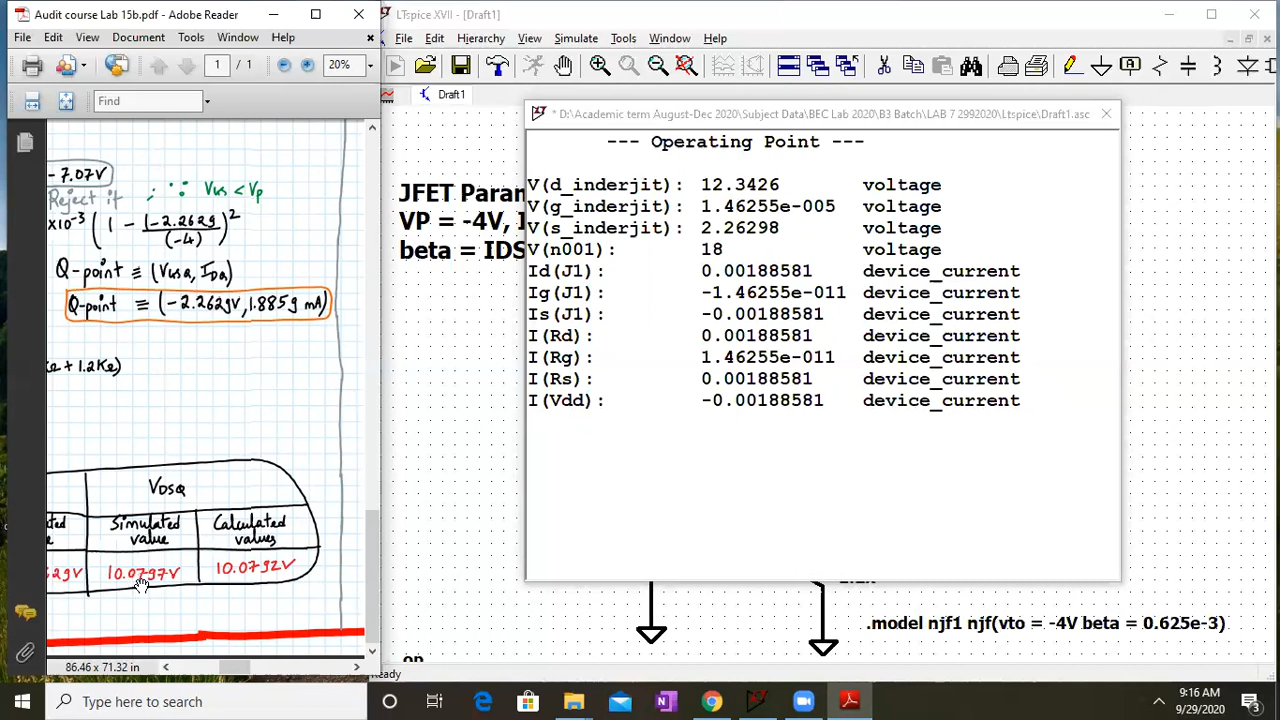 Audit course Lab 15b.pdf - Adobe Reader
File Edit View Document Tools Window Help
1 / 1 20%
Find
- 7.07V
Reject it ∵ VGS < VP
x10⁻³ ( 1 - (-2.2629) / (-4) )²
Q-point ≡ (VGSQ, IDQ)
Q-point ≡ (-2.2629V, 1.8859 mA)
+ 1.2K
VDSQ
Simulated value
Calculated values
29V 10.0797V 10.0792V
86.46 x 71.32 in
LTspice XVII - [Draft1]
File Edit Hierarchy View Simulate Tools Window Help
Draft1
JFET Param
VP = -4V, I
beta = IDS
* D:\Academic term August-Dec 2020\Subject Data\BEC Lab 2020\B3 Batch\LAB 7 2992020\Ltspice\Draft1.asc
--- Operating Point ---
V(d_inderjit): 12.3426 voltage
V(g_inderjit): 1.46255e-005 voltage
V(s_inderjit): 2.26298 voltage
V(n001): 18 voltage
Id(J1): 0.00188581 device_current
Ig(J1): -1.46255e-011 device_current
Is(J1): -0.00188581 device_current
I(Rd): 0.00188581 device_current
I(Rg): 1.46255e-011 device_current
I(Rs): 0.00188581 device_current
I(Vdd): -0.00188581 device_current
.model njf1 njf(vto = -4V beta = 0.625e-3)
op
Ready
Type here to search
9:16 AM
9/29/2020
3